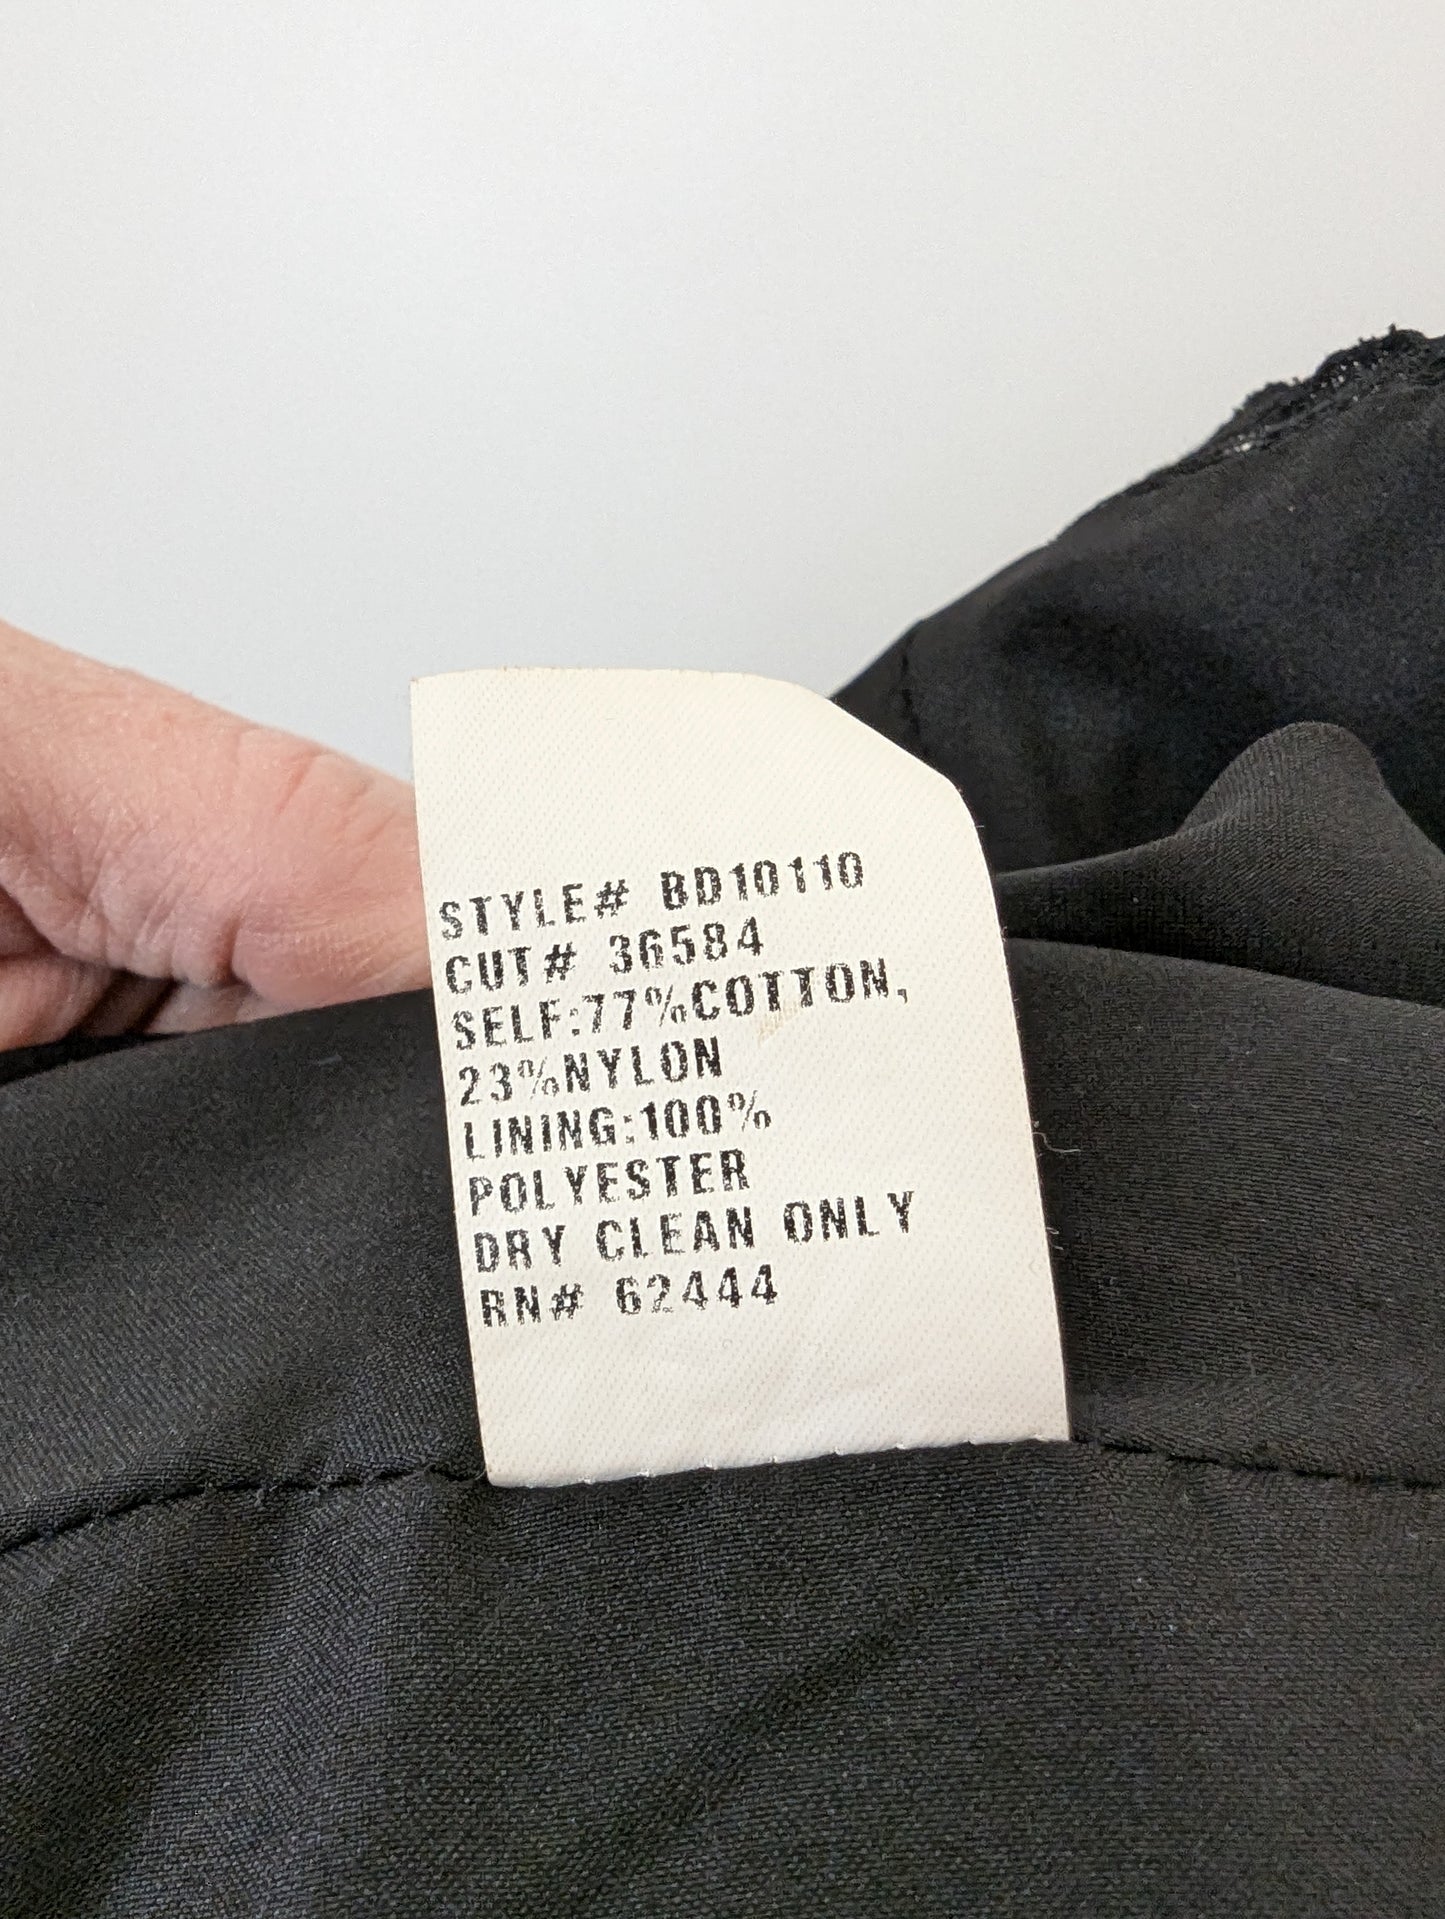 STYLE# BD10110
CUT# 36584
SELF:77%COTTON,
23%NYLON
LINING:100%
POLYESTER
DRY CLEAN ONLY
RN# 62444